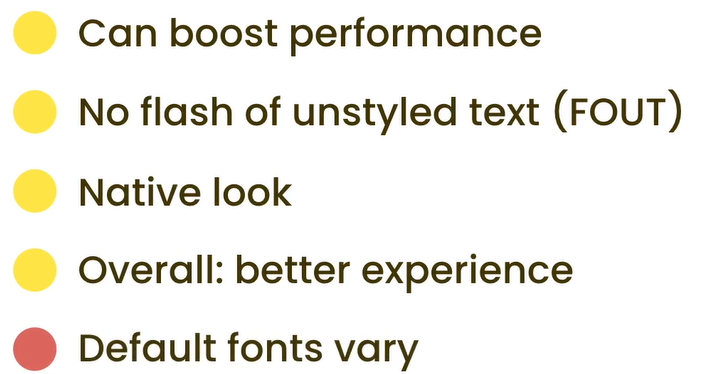 Can boost performance
No flash of unstyled text (FOUT)
Native look
Overall: better experience
Default fonts vary